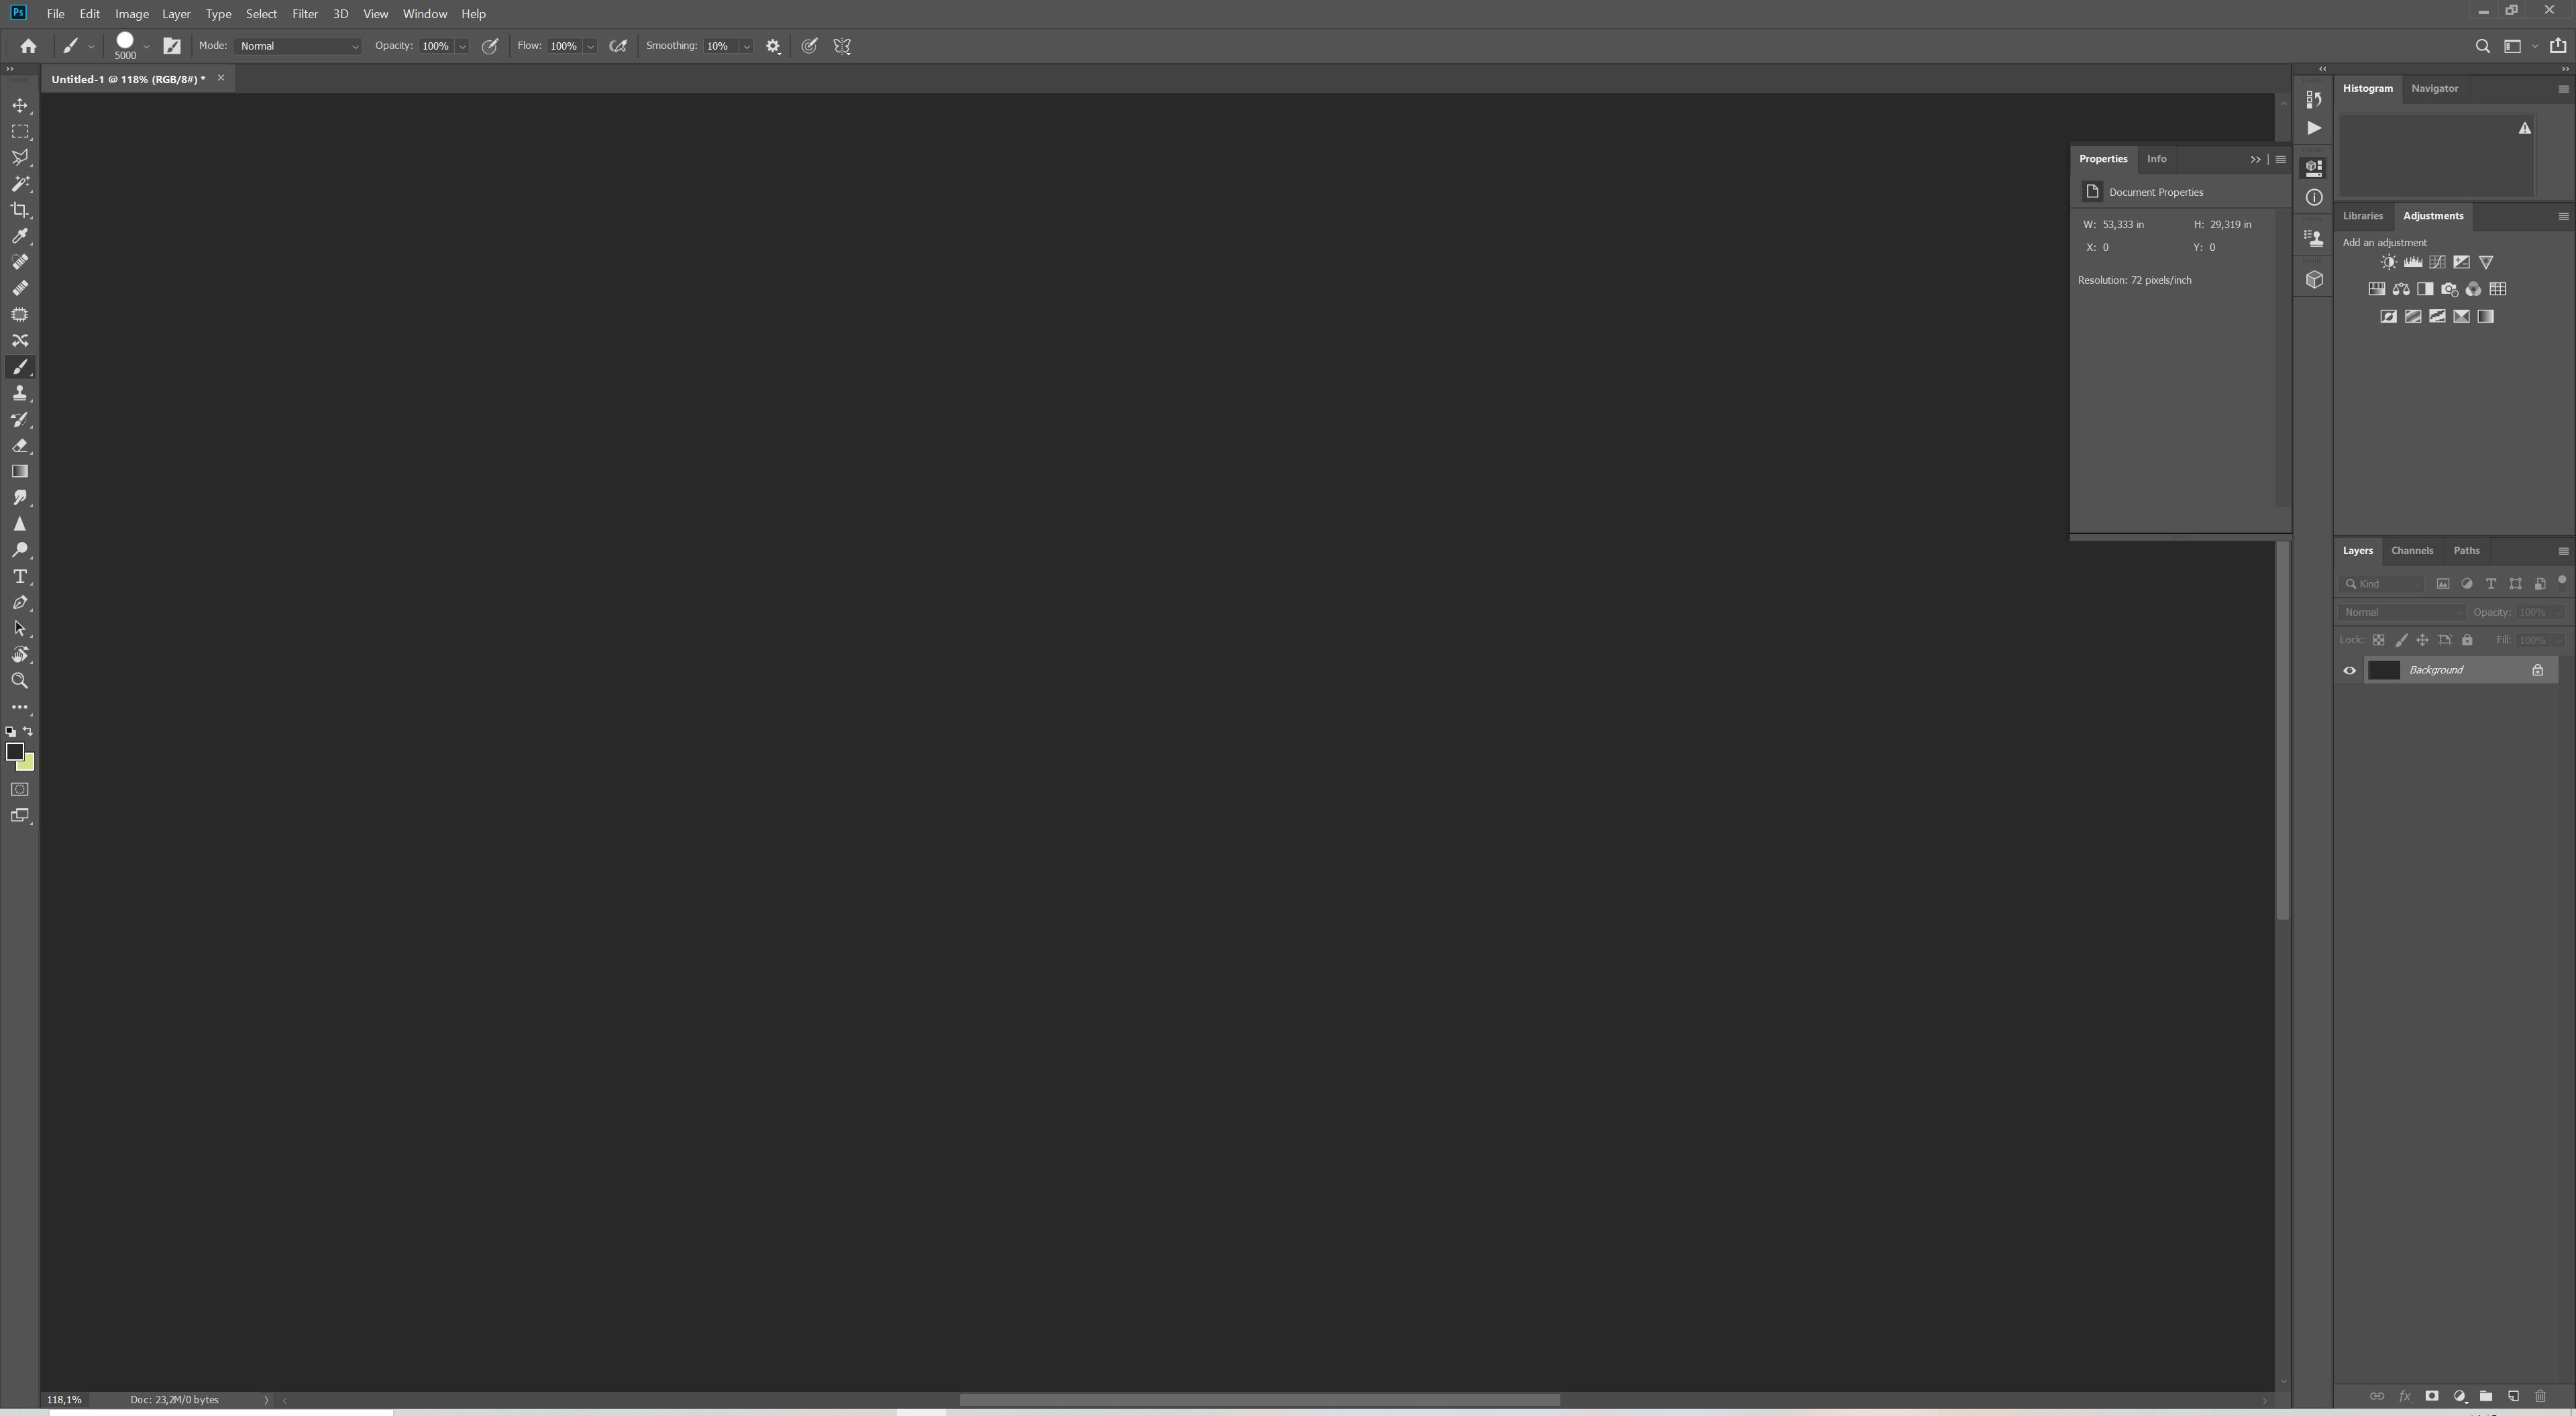 Ps File Edit Image Layer Type Select Filter 3D View Window Help
5000 Mode: Normal Opacity: 100% Flow: 100% Smoothing: 10%
Untitled-1 @ 118% (RGB/8#) *
Histogram Navigator
Properties Info
Document Properties
W: 53,333 in H: 29,319 in
X: 0 Y: 0
Resolution: 72 pixels/inch
Libraries Adjustments
Add an adjustment
Layers Channels Paths
Kind
Normal Opacity: 100%
Lock: Fill: 100%
Background
fx
118,1% Doc: 23,2M/0 bytes